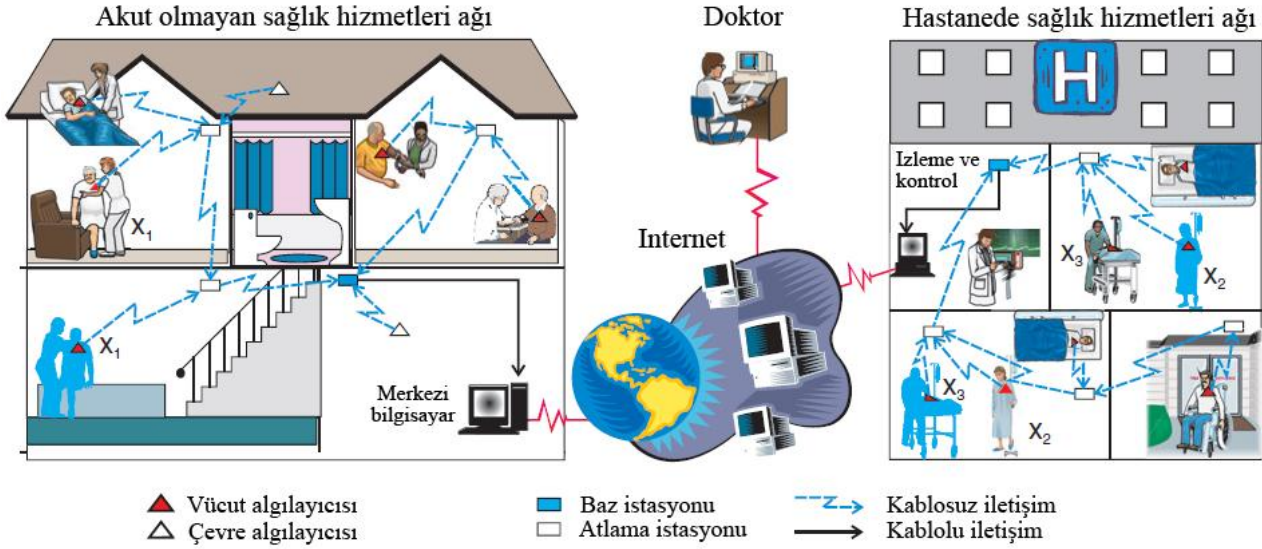 Akut olmayan sağlık hizmetleri ağı
Doktor
Hastanede sağlık hizmetleri ağı
H
Izleme ve
kontrol
X1
Internet
X3
X2
X1
Merkezi
bilgisayar
X3
X2
Vücut algılayıcısı
Çevre algılayıcısı
Baz istasyonu
Atlama istasyonu
Kablosuz iletişim
Kablolu iletişim